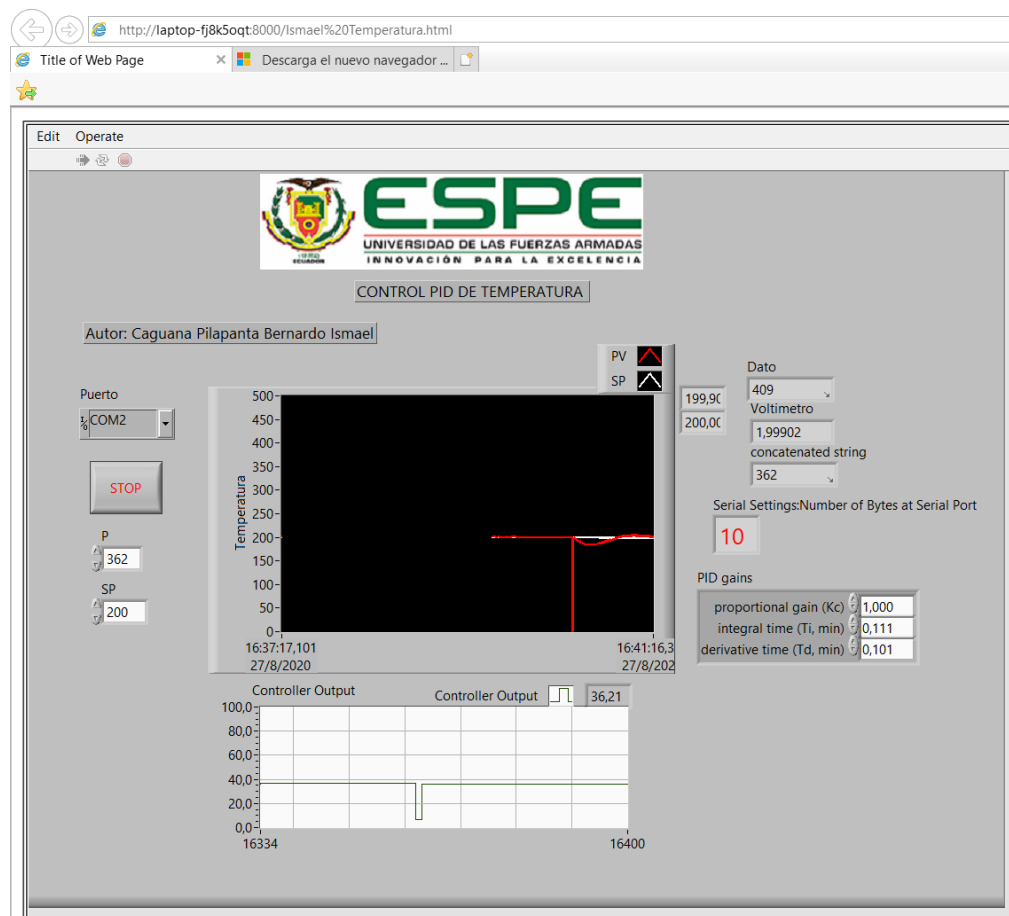 http://laptop-fj8k5oqt:8000/Ismael%20Temperatura.html
Title of Web Page
Descarga el nuevo navegador ...
Edit Operate
ECUADOR
ESPE
UNIVERSIDAD DE LAS FUERZAS ARMADAS
INNOVACIÓN PARA LA EXCELENCIA
CONTROL PID DE TEMPERATURA
Autor: Caguana Pilapanta Bernardo Ismael
PV
SP
Puerto
COM2
STOP
P
362
SP
200
Temperatura
500
450
400
350
300
250
200
150
100
50
0
16:37:17,101
27/8/2020
16:41:16,3
27/8/202
199,90
200,00
Dato
409
Voltimetro
1,99902
concatenated string
362
Serial Settings:Number of Bytes at Serial Port
10
PID gains
proportional gain (Kc) 1,000
integral time (Ti, min) 0,111
derivative time (Td, min) 0,101
Controller Output
Controller Output 36,21
100,0
80,0
60,0
40,0
20,0
0,0
16334
16400